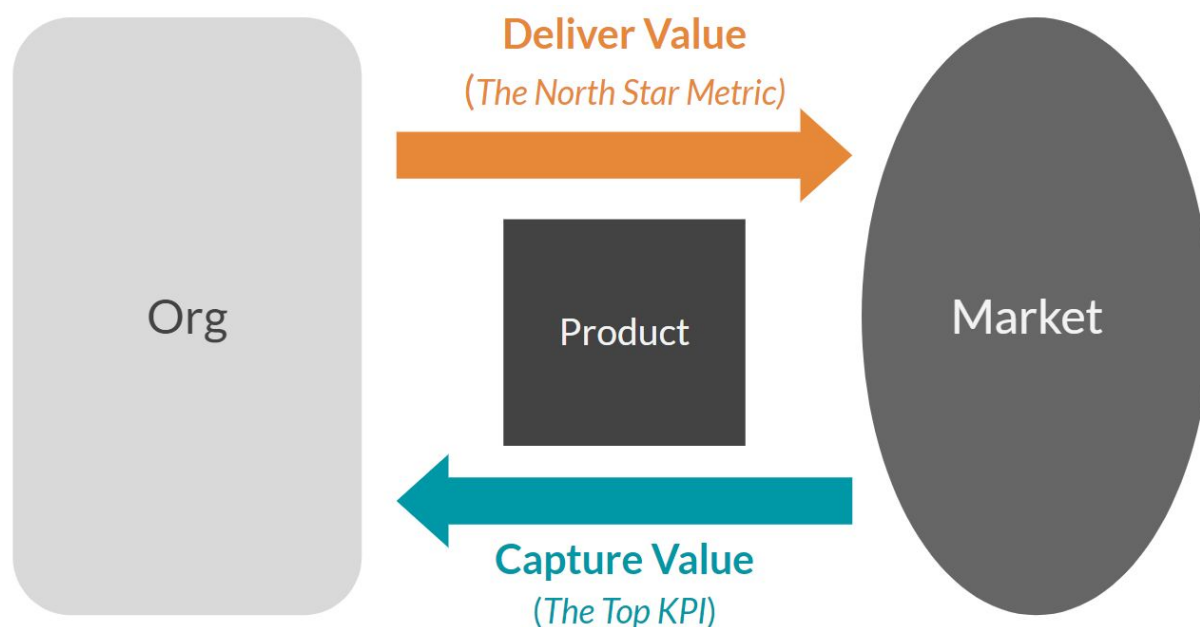 Deliver Value
(The North Star Metric)
Org
Product
Market
Capture Value
(The Top KPI)